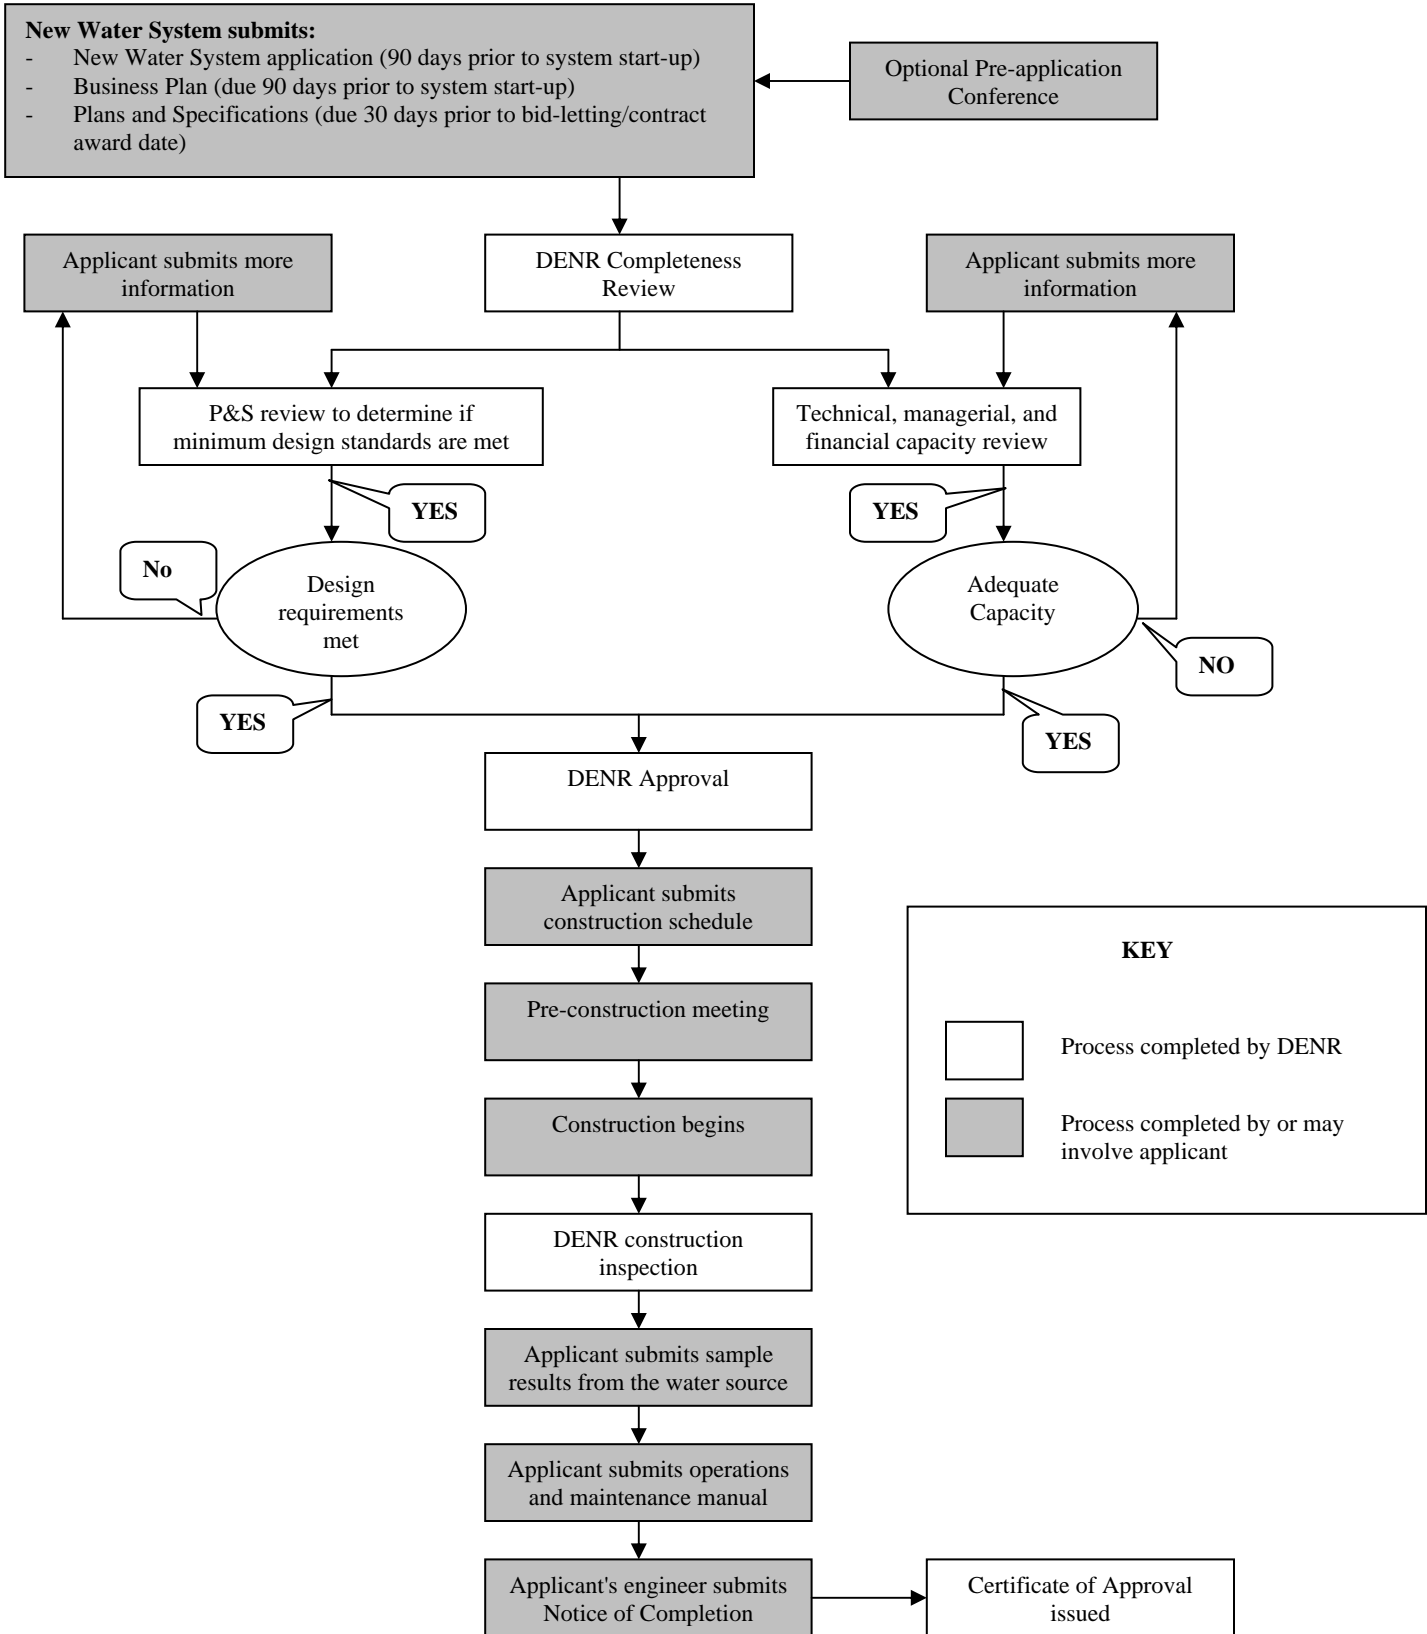 New Water System submits:
- New Water System application (90 days prior to system start-up)
- Business Plan (due 90 days prior to system start-up)
- Plans and Specifications (due 30 days prior to bid-letting/contract
award date)
Optional Pre-application
Conference
Applicant submits more
information
DENR Completeness
Review
Applicant submits more
information
P&S review to determine if
minimum design standards are met
Technical, managerial, and
financial capacity review
YES
YES
No
Design
requirements
met
Adequate
Capacity
NO
YES
YES
DENR Approval
Applicant submits
construction schedule
Pre-construction meeting
Construction begins
DENR construction
inspection
Applicant submits sample
results from the water source
Applicant submits operations
and maintenance manual
Applicant's engineer submits
Notice of Completion
Certificate of Approval
issued
KEY
Process completed by DENR
Process completed by or may
involve applicant